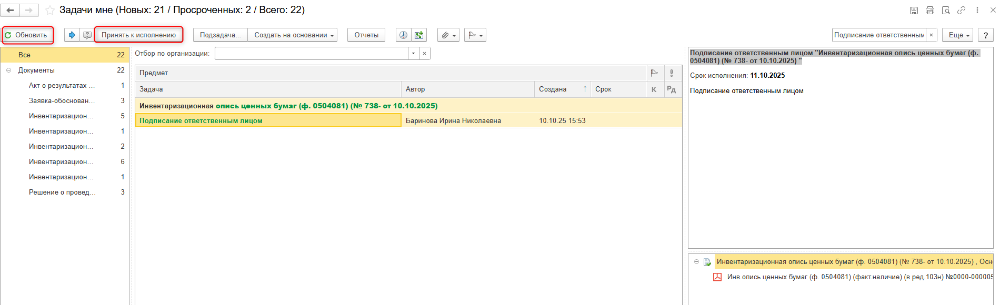 Задачи мне (Новых: 21 / Просроченных: 2 / Всего: 22)
Обновить
Принять к исполнению
Подзадача...
Создать на основании
Отчеты
Подписание ответственным
×
Еще
?
Все 22
Документы 22
Акт о результатах ... 1
Заявка-обоснован... 3
Инвентаризацион... 5
Инвентаризацион... 1
Инвентаризацион... 2
Инвентаризацион... 6
Инвентаризацион... 1
Решение о провед... 3
Отбор по организации:
Предмет
Задача Автор Создана ↑ Срок К Рд
Инвентаризационная опись ценных бумаг (ф. 0504081) (№ 738- от 10.10.2025)
Подписание ответственным лицом Баринова Ирина Николаевна 10.10.25 15:53
Подписание ответственным лицом "Инвентаризационная опись ценных бумаг (ф.
0504081) (№ 738- от 10.10.2025) "
Срок исполнения: 11.10.2025
Подписание ответственным лицом
Инвентаризационная опись ценных бумаг (ф. 0504081) (№ 738- от 10.10.2025) , Осн
Инв.опись ценных бумаг (ф. 0504081) (факт.наличие) (в ред.103н) №0000-000005